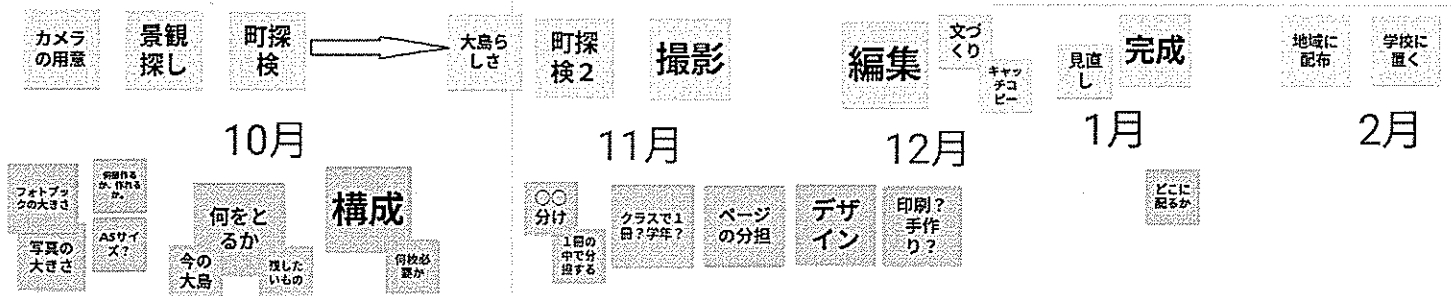 カメラ
の用意
景観
探し
町探
検
大島ら
しさ
町探
検２
撮影
編集
文づ
くり
キャッ
チコ
ピー
見直
し
完成
地域に
配布
学校に
置く
10月
11月
12月
1月
2月
フォトブッ
クの大きさ
何冊作る
か、作れる
か。
写真の
大きさ
A5サイ
ズ？
何をと
るか
今の
大島
残した
いもの
構成
何枚必
要か
〇〇
分け
１冊の
中で分
担する
クラスで１
冊？学年？
ページ
の分担
デザ
イン
印刷？
手作
り？
どこに
配るか